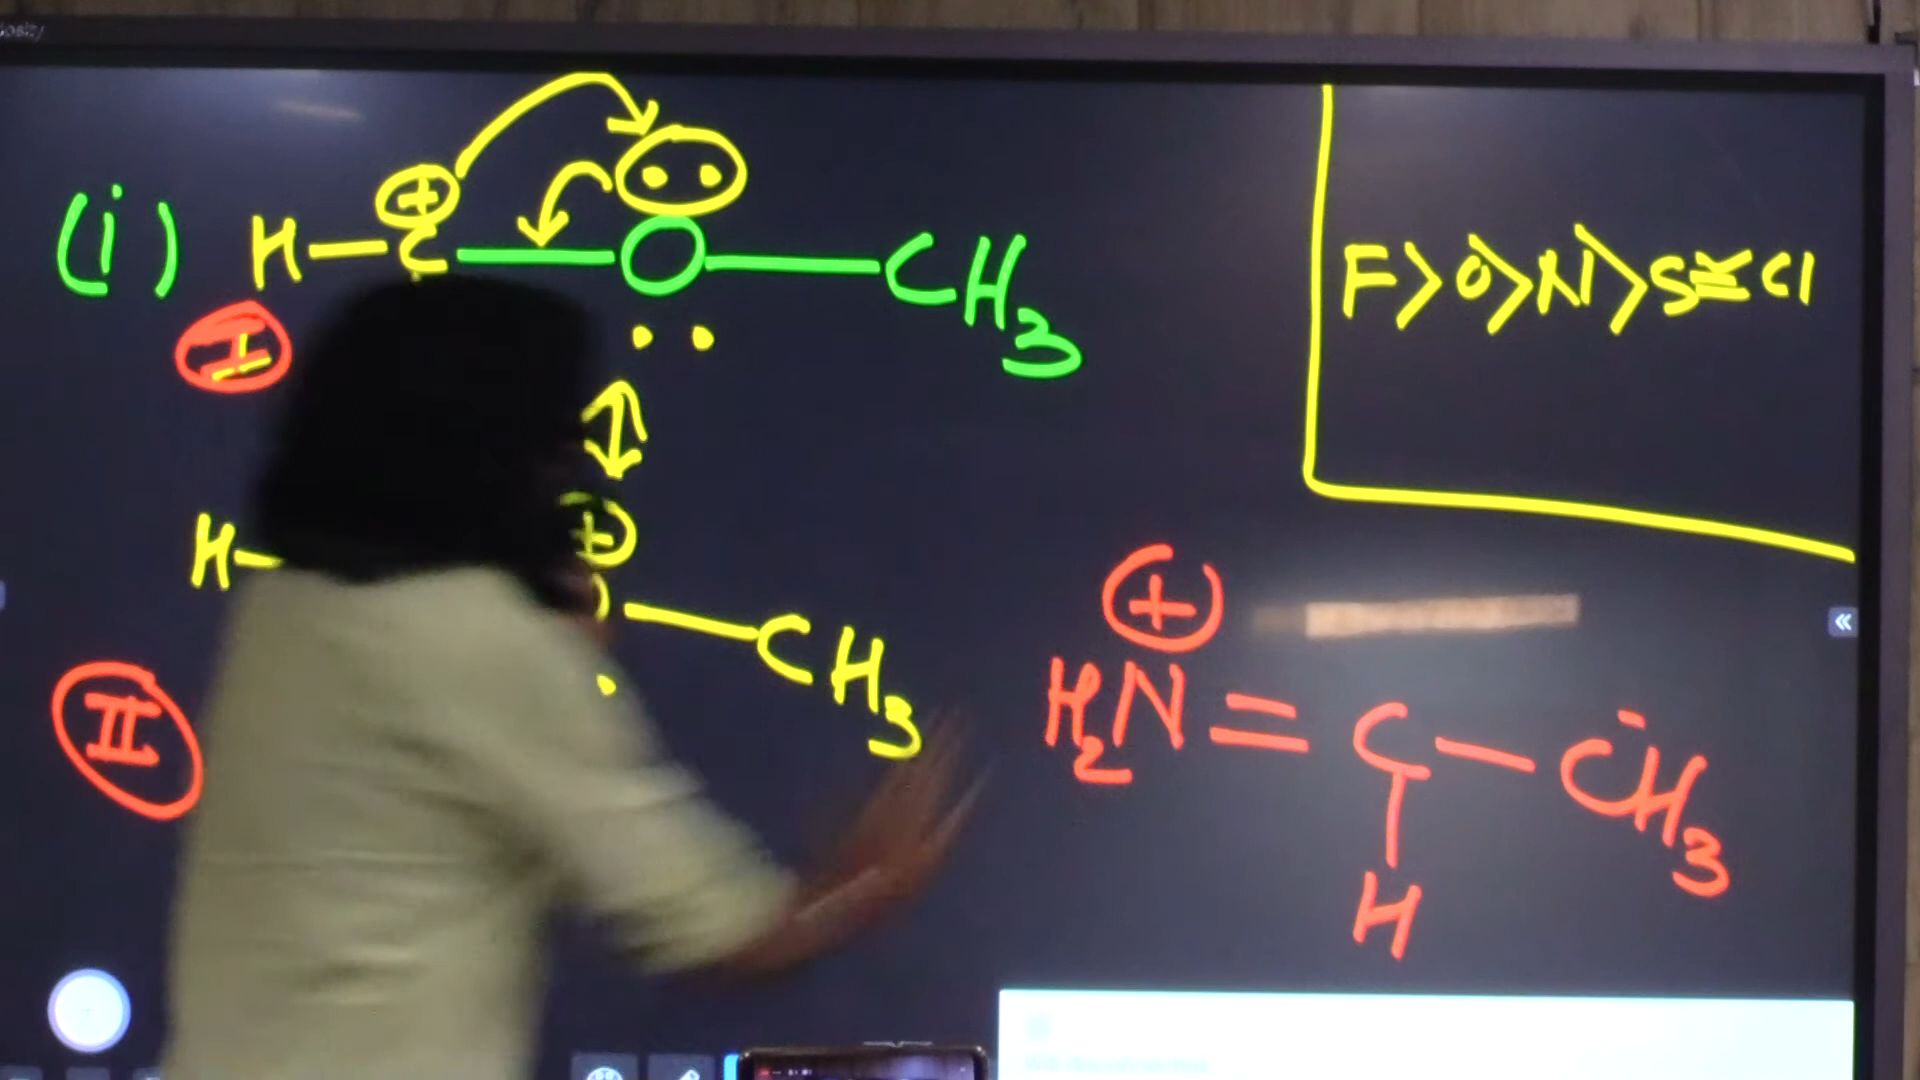 (i) H-C-O-CH3
+
I
F>O>N>S≅Cl
H-
+
-CH3
II
+
H2N=C-CH3
H